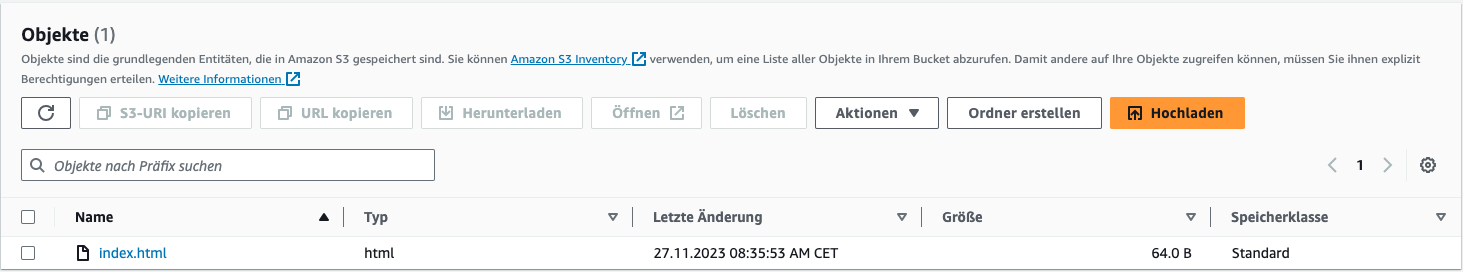 Objekte (1)
Objekte sind die grundlegenden Entitäten, die in Amazon S3 gespeichert sind. Sie können Amazon S3 Inventory verwenden, um eine Liste aller Objekte in Ihrem Bucket abzurufen. Damit andere auf Ihre Objekte zugreifen können, müssen Sie ihnen explizit
Berechtigungen erteilen. Weitere Informationen
S3-URI kopieren URL kopieren Herunterladen Öffnen Löschen Aktionen Ordner erstellen Hochladen
Objekte nach Präfix suchen 1
Name Typ Letzte Änderung Größe Speicherklasse
index.html html 27.11.2023 08:35:53 AM CET 64.0 B Standard